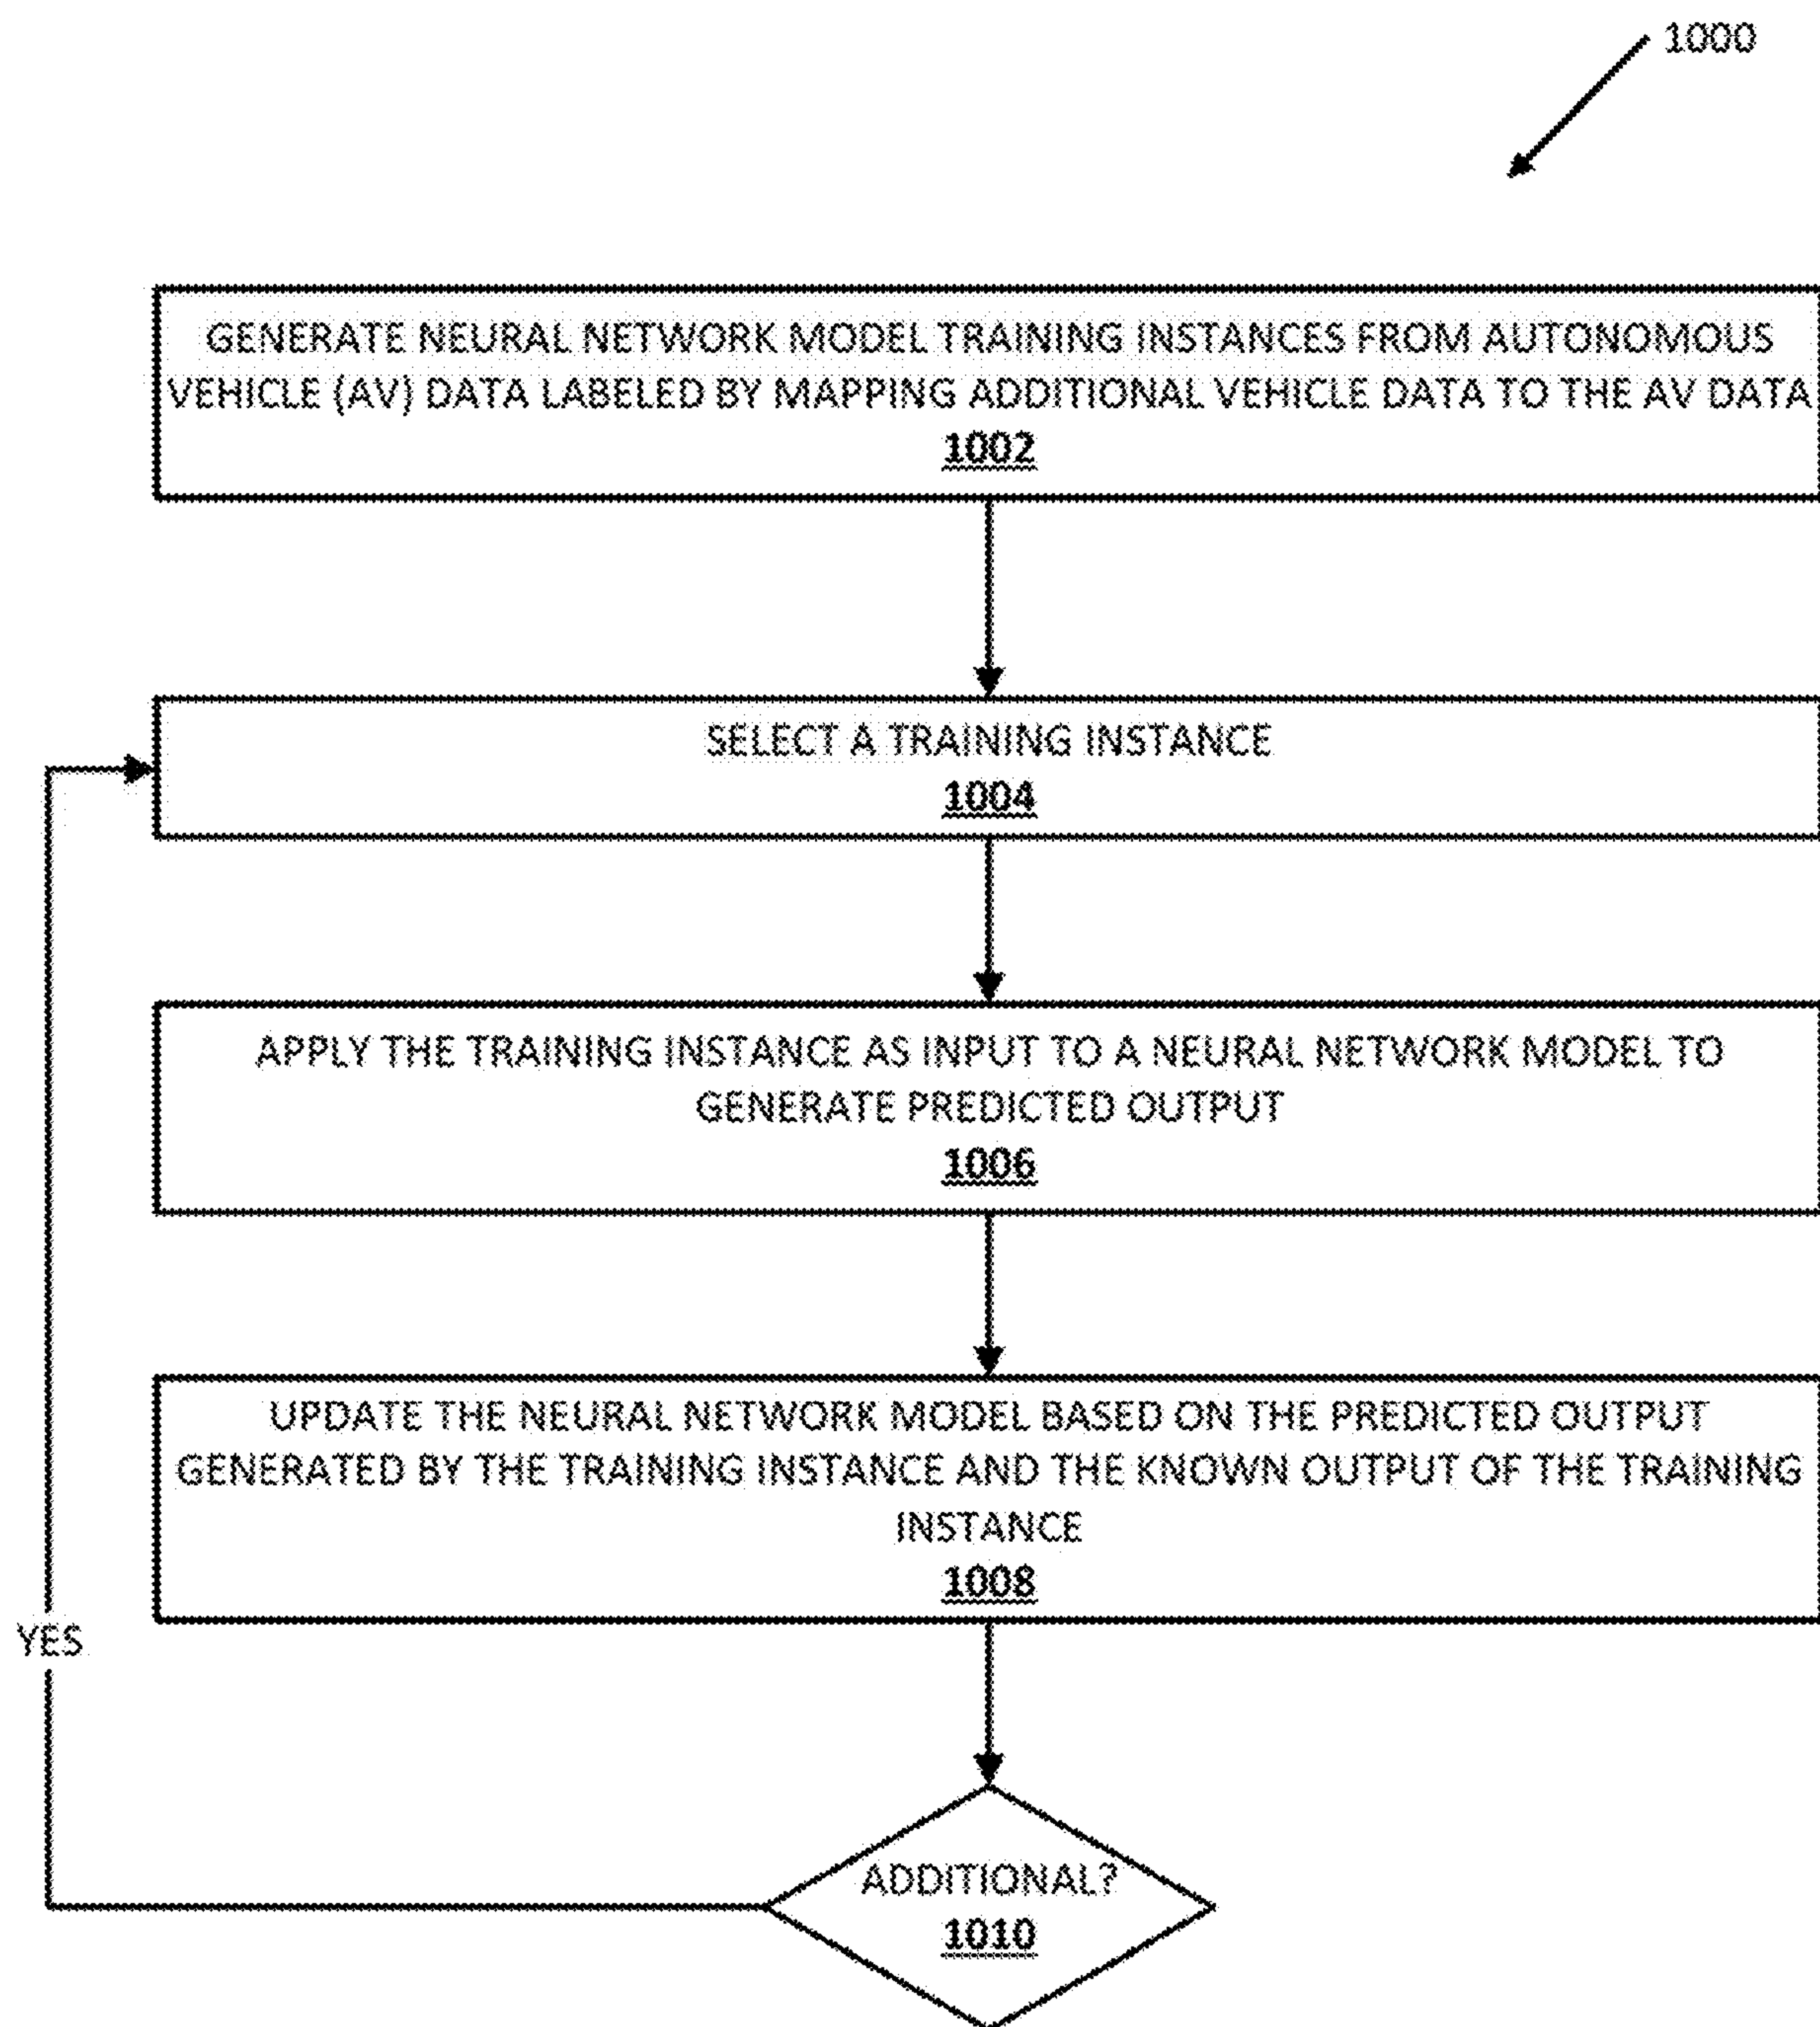 1000
GENERATE NEURAL NETWORK MODEL TRAINING INSTANCES FROM AUTONOMOUS
VEHICLE (AV) DATA LABELED BY MAPPING ADDITIONAL VEHICLE DATA TO THE AV DATA
1002
SELECT A TRAINING INSTANCE
1004
APPLY THE TRAINING INSTANCE AS INPUT TO A NEURAL NETWORK MODEL TO
GENERATE PREDICTED OUTPUT
1006
UPDATE THE NEURAL NETWORK MODEL BASED ON THE PREDICTED OUTPUT
GENERATED BY THE TRAINING INSTANCE AND THE KNOWN OUTPUT OF THE TRAINING
INSTANCE
1008
YES
ADDITIONAL?
1010